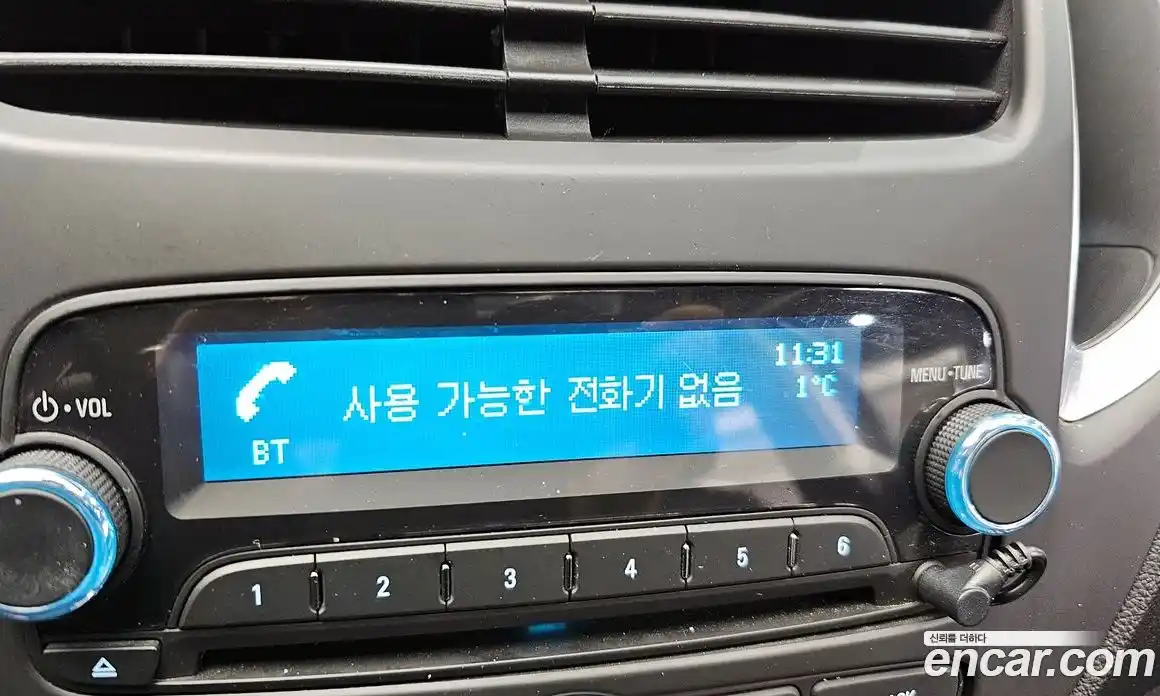 11:31
사용 가능한 전화기 없음
1°C
BT
VOL
MENU•TUNE
1 2 3 4 5 6
신뢰를 더하다
encar.com